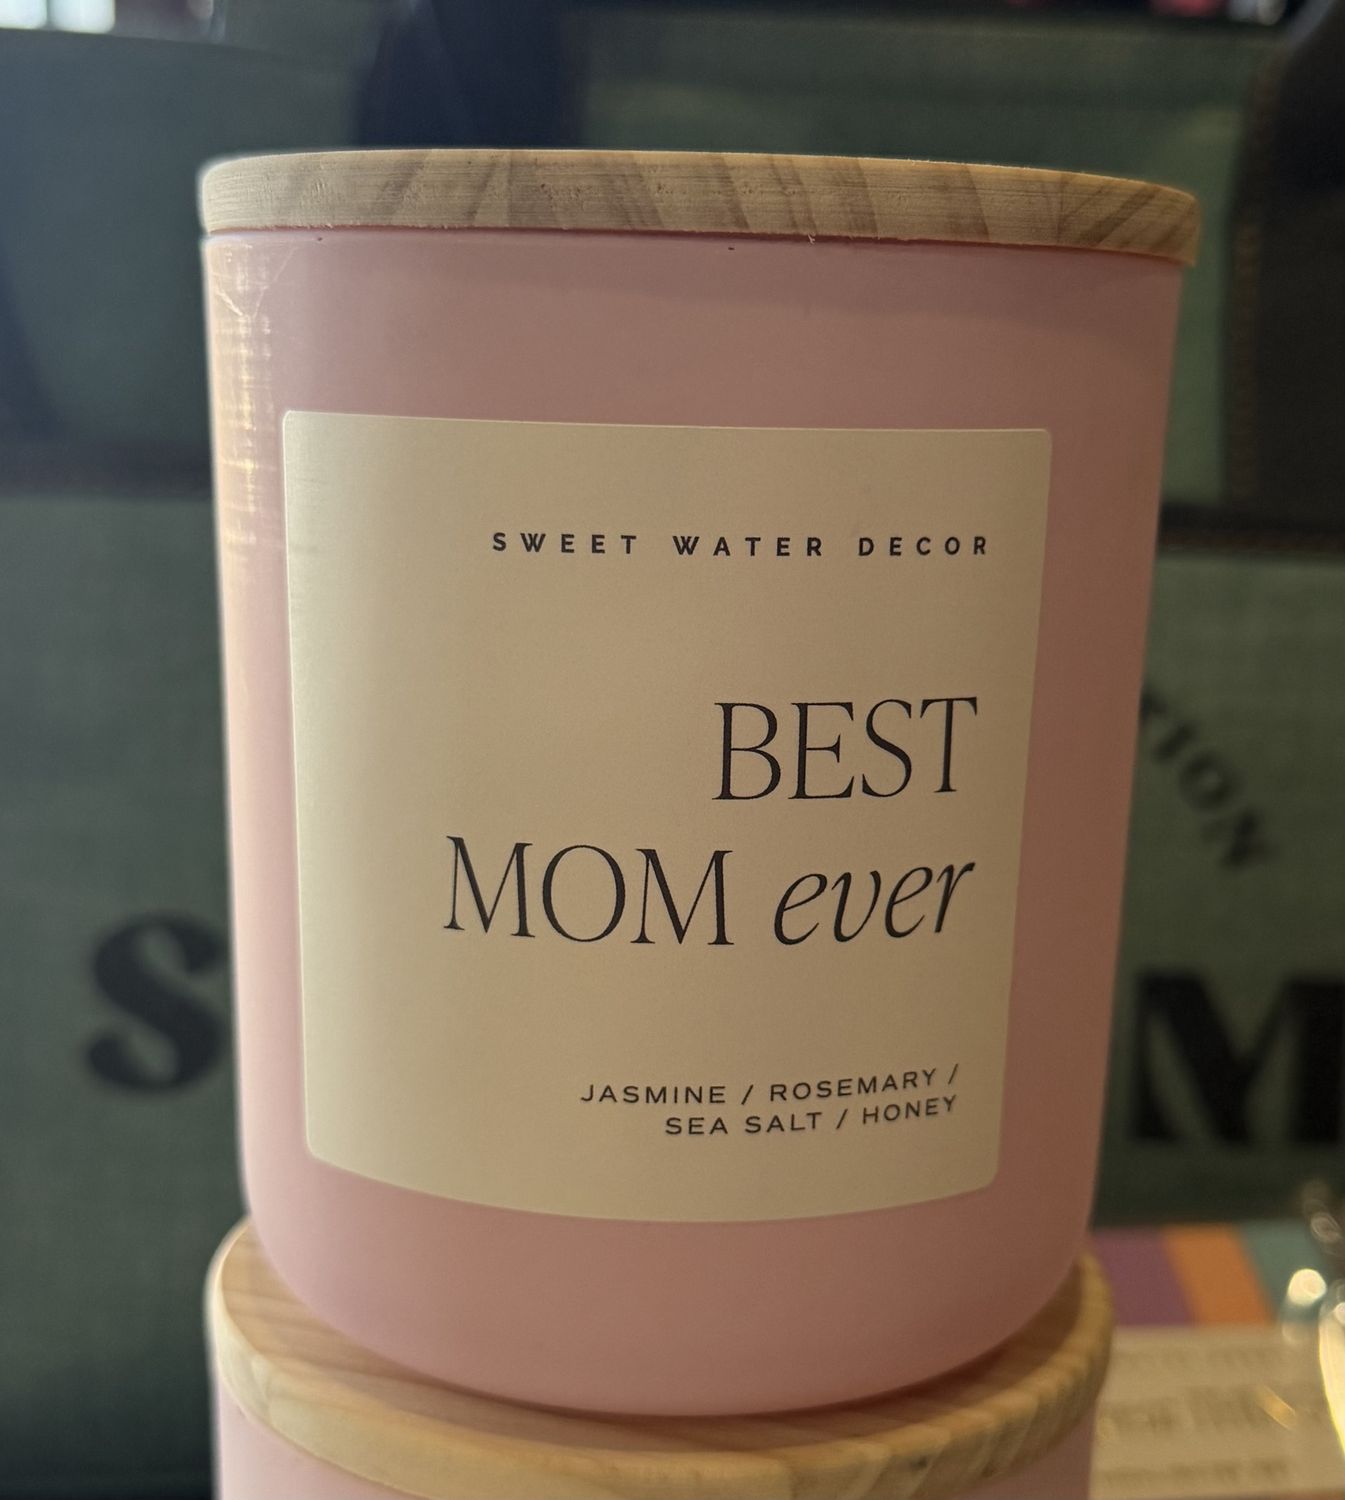 SWEET WATER DECOR
BEST
MOM ever
JASMINE / ROSEMARY /
SEA SALT / HONEY
S
M